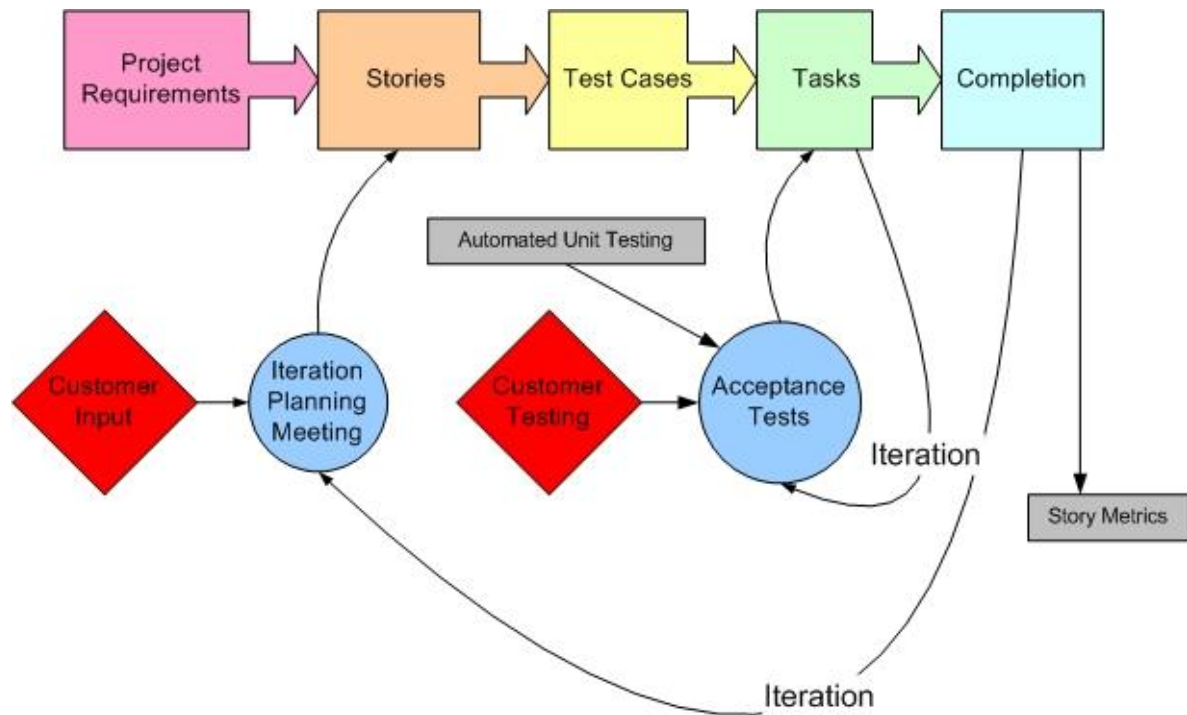 Project
Requirements
Stories
Test Cases
Tasks
Completion
Automated Unit Testing
Customer
Input
Iteration
Planning
Meeting
Customer
Testing
Acceptance
Tests
Iteration
Story Metrics
Iteration